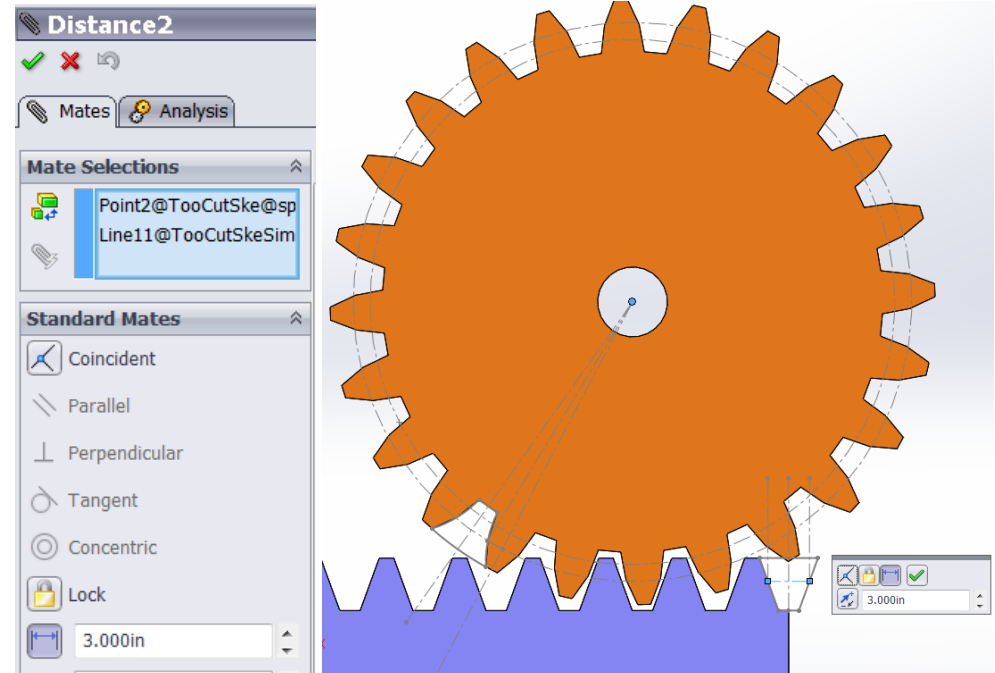 Distance2
Mates
Analysis
Mate Selections
Point2@TooCutSke@sp
Line11@TooCutSkeSim
Standard Mates
Coincident
Parallel
Perpendicular
Tangent
Concentric
Lock
3.000in
3.000in